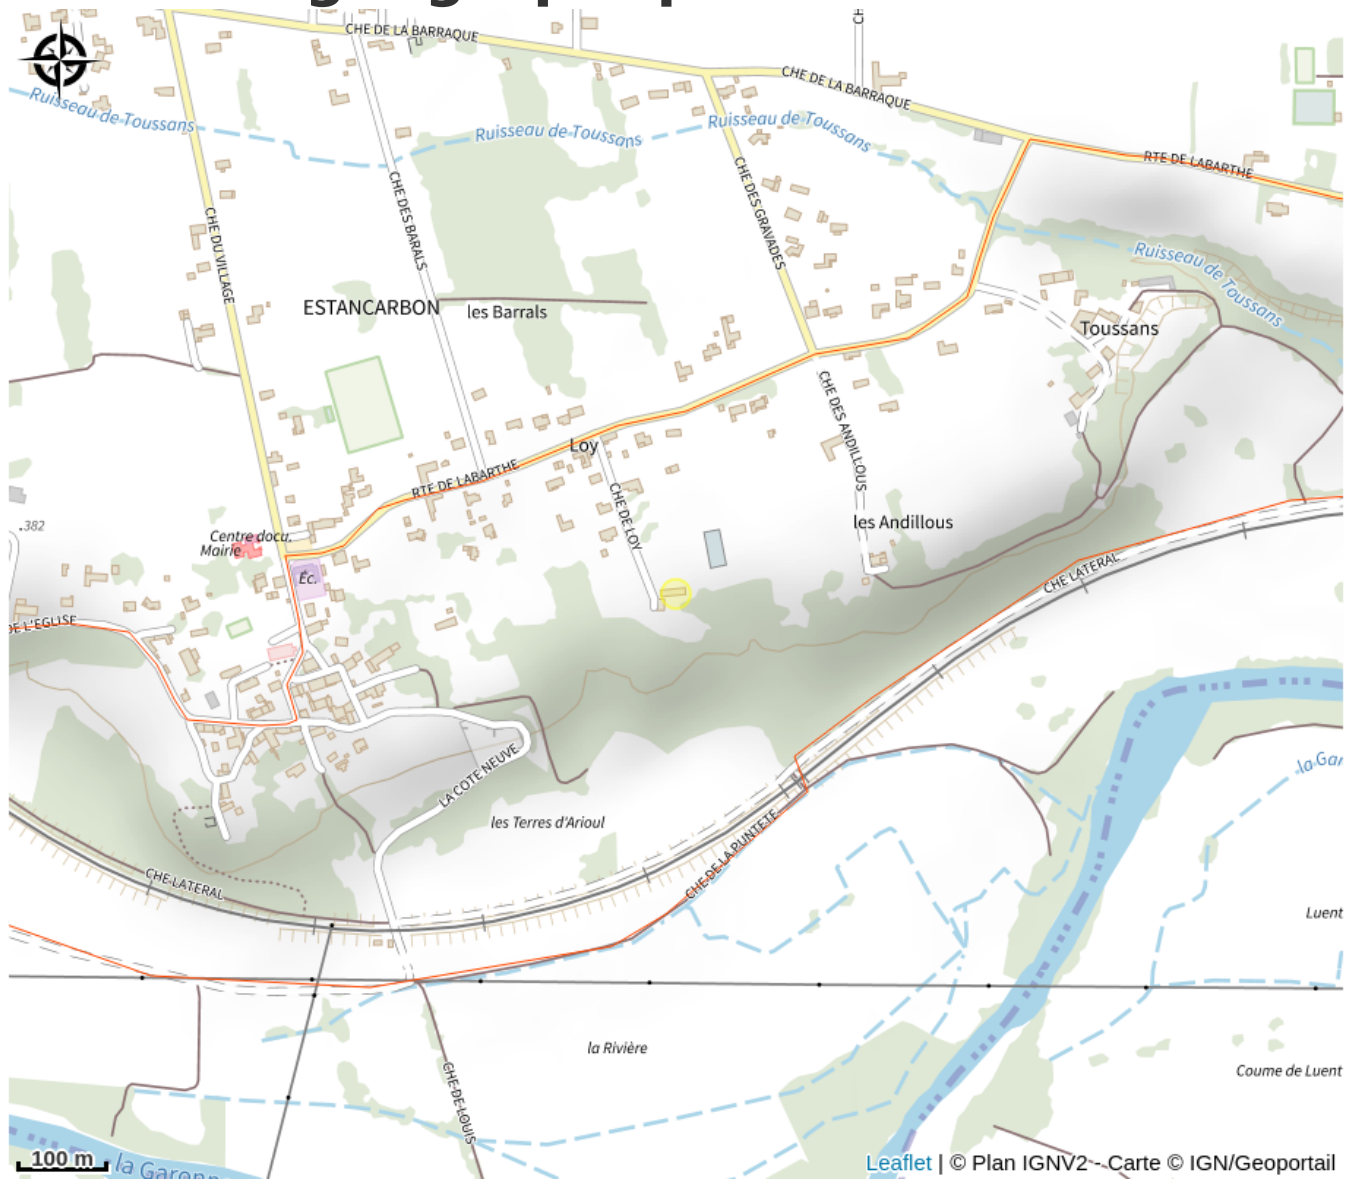 CHE DE LA BARRAQUE
CH
CHE DE LA BARRAQUE
Ruisseau de Toussans
Ruisseau de Toussans
Ruisseau de Toussans
RTE DE LABARTHE
CHE DES BARALS
CHE DES GRAVADES
CHE DU VILLAGE
Ruisseau de Toussans
ESTANCARBON
les Barrals
Toussans
CHE DES ANDILLOUS
Loy
RTE DE LABARTHE
CHE DE LOY
.382
les Andillous
Centre docu.
Mairie
Éc.
CHE LATERAL
DE L'EGLISE
LA COTE NEUVE
la Gar
les Terres d'Arioul
CHE DE LA PUNTETE
CHE LATERAL
Luent
la Rivière
Coume de Luent
CHE DE LOUIS
100 m
la Garonn
Leaflet | © Plan IGNV2 - Carte © IGN/Geoportail